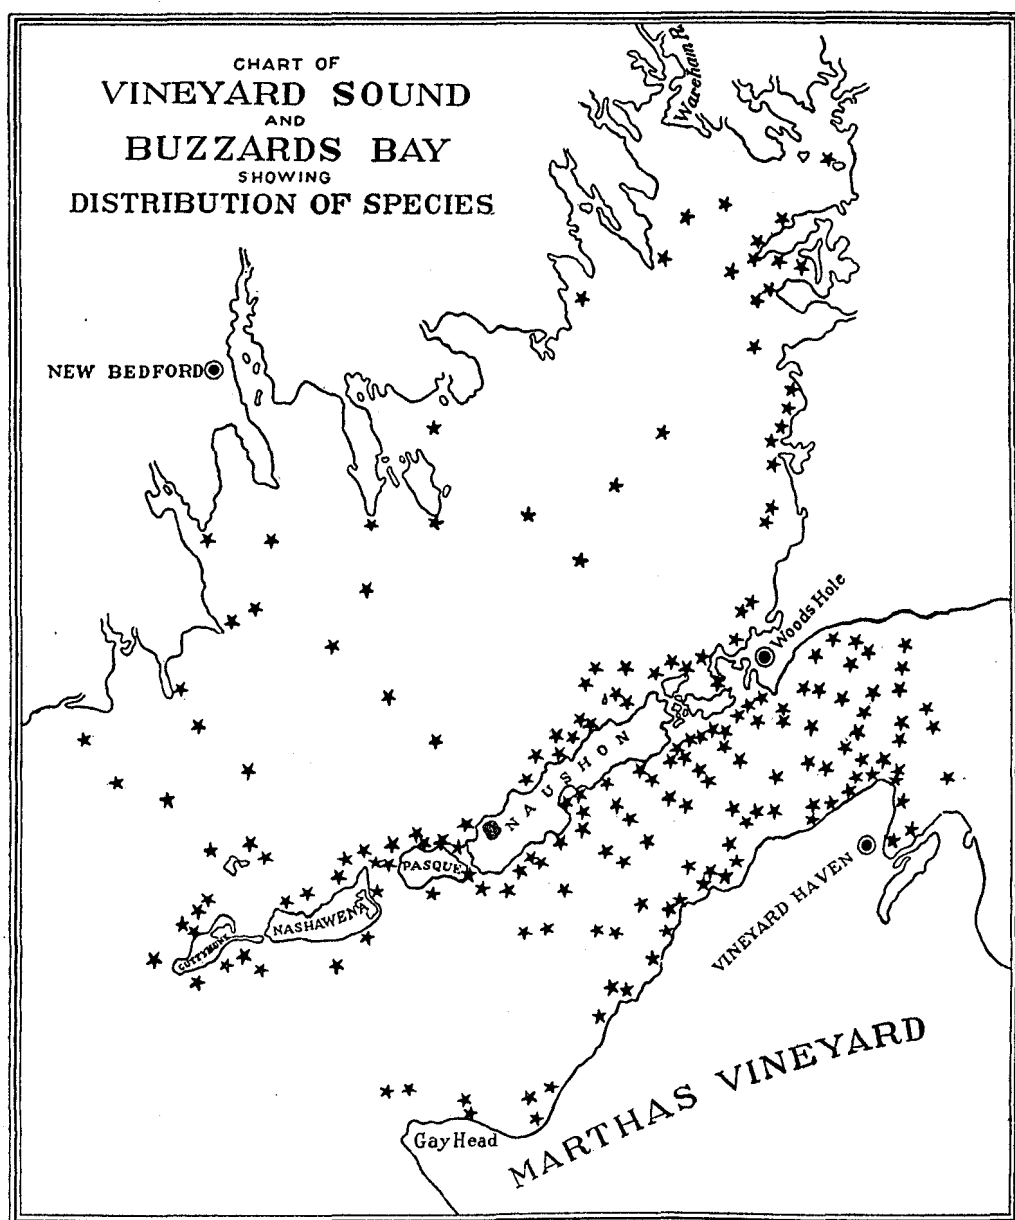 CHART OF
VINEYARD SOUND
AND
BUZZARDS BAY
SHOWING
DISTRIBUTION OF SPECIES
Wareham R.
NEW BEDFORD
Woods Hole
NAUSHON
PASQUE
NASHAWENA
CUTTYHUNK
VINEYARD HAVEN
MARTHAS VINEYARD
Gay Head